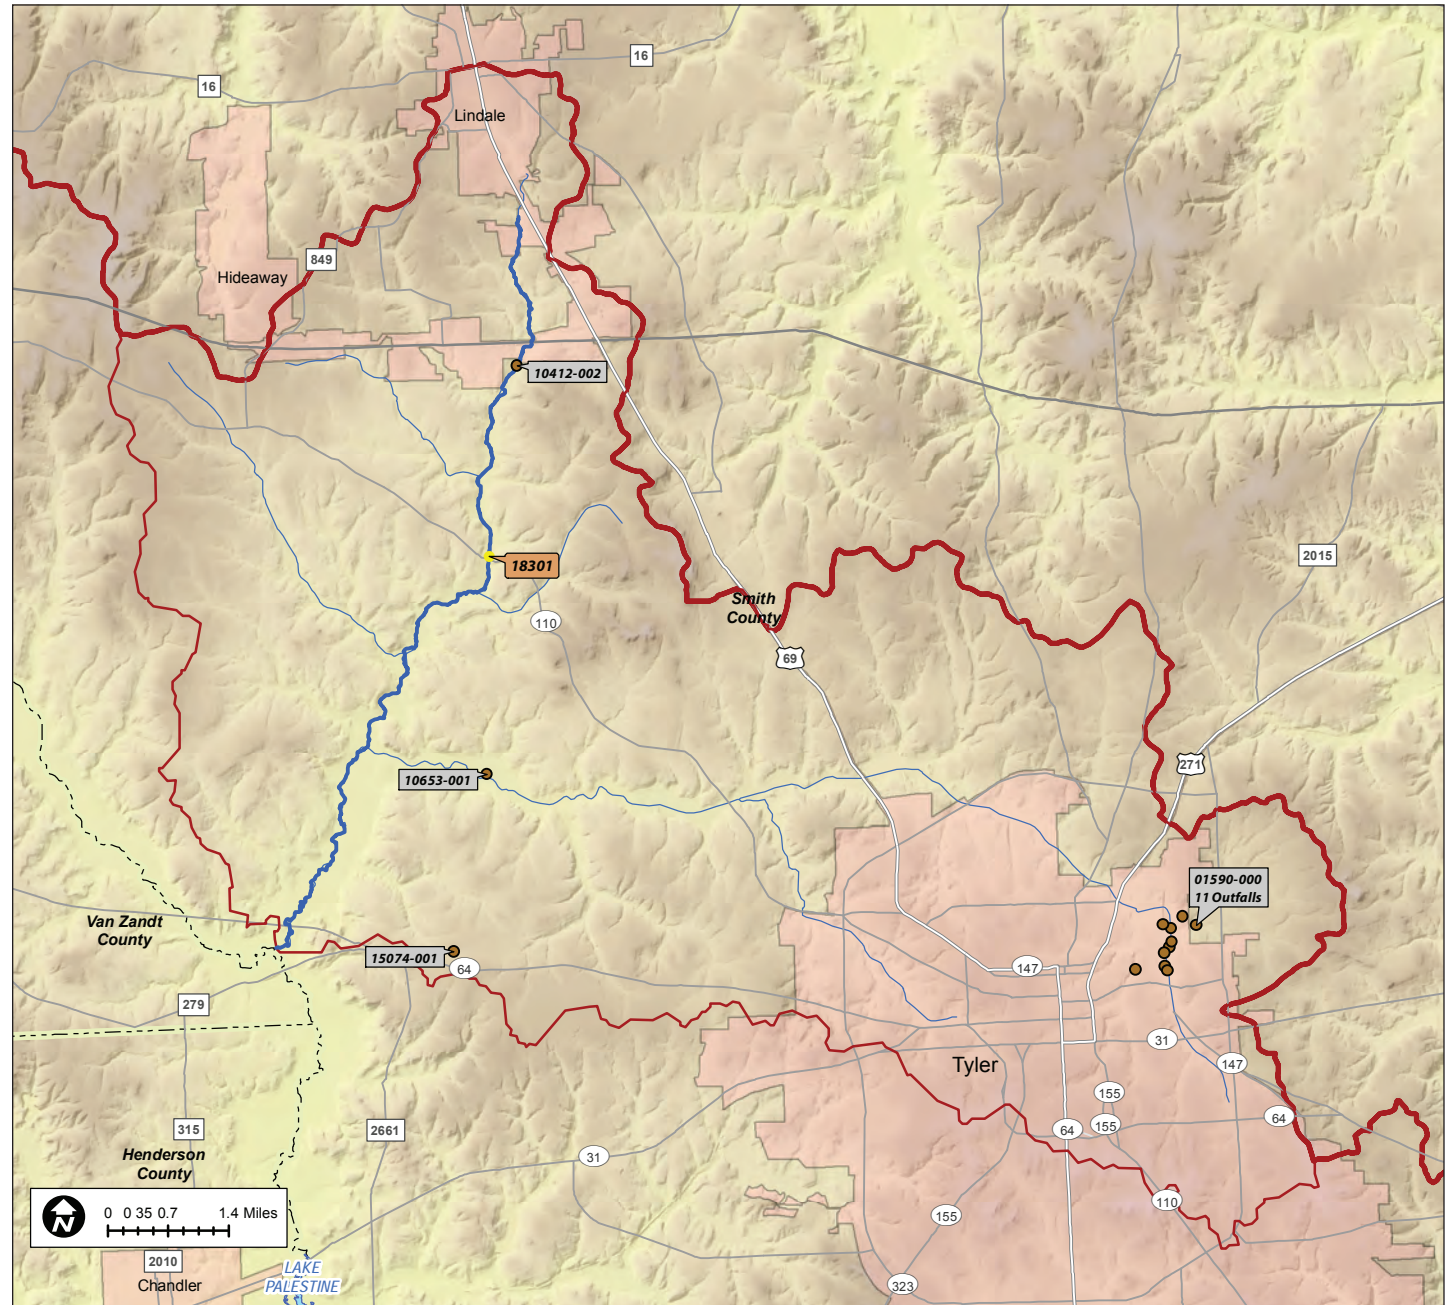 16
16
Lindale
849
Hideaway
10412-002
18301
2015
110
Smith
County
69
271
10653-001
01590-000
11 Outfalls
Van Zandt
County
15074-001
64
147
279
31
Tyler
147
155
64
315
2661
64
155
Henderson
County
31
110
N
0 0 35 0.7 1.4 Miles
155
2010
LAKE
PALESTINE
Chandler
323